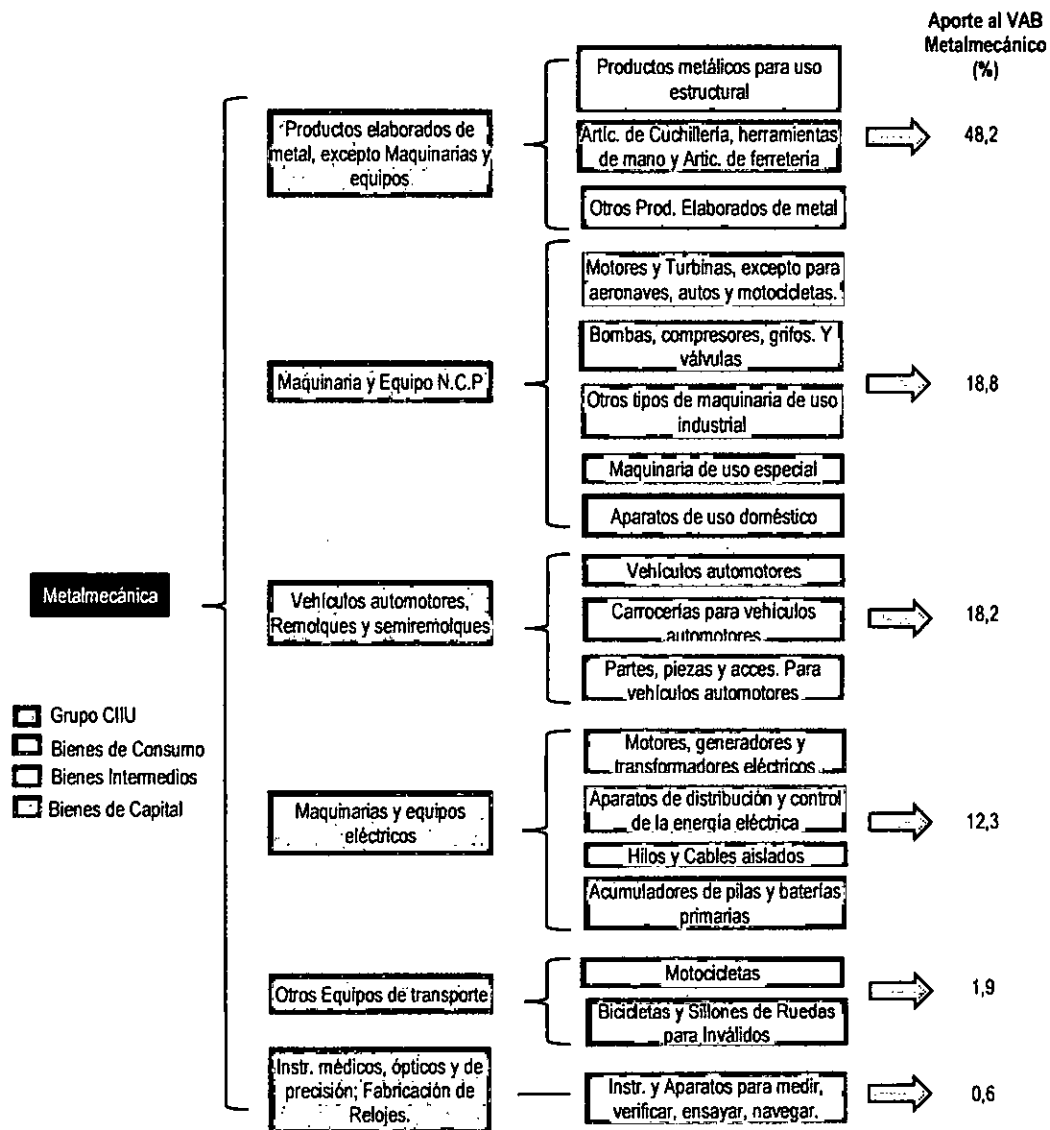 Aporte al VAB
Metalmecánico
(%)
Productos metálicos para uso
estructural
Productos elaborados de
metal, excepto Maquinarias y
equipos
Artíc. de Cuchillería, herramientas
de mano y Artic. de ferretería
48,2
Otros Prod. Elaborados de metal
Motores y Turbinas, excepto para
aeronaves, autos y motocicletas.
Bombas, compresores, grifos. Y
válvulas
Maquinaria y Equipo N.C.P
18,8
Otros tipos de maquinaria de uso
industrial
Maquinaria de uso especial
Aparatos de uso doméstico
Metalmecánica
Vehículos automotores,
Remolques y semiremolques
Vehículos automotores
Carrocerías para vehículos
automotores
18,2
Partes, piezas y acces. Para
vehículos automotores
Grupo CIIU
Bienes de Consumo
Bienes Intermedios
Bienes de Capital
Maquinarias y equipos
eléctricos
Motores, generadores y
transformadores eléctricos
Aparatos de distribución y control
de la energía eléctrica
12,3
Hilos y Cables aislados
Acumuladores de pilas y baterías
primarias
Otros Equipos de transporte
Motocicletas
1,9
Bicicletas y Sillones de Ruedas
para Inválidos
Instr. médicos, ópticos y de
precisión; Fabricación de
Relojes.
Instr. y Aparatos para medir,
verificar, ensayar, navegar.
0,6